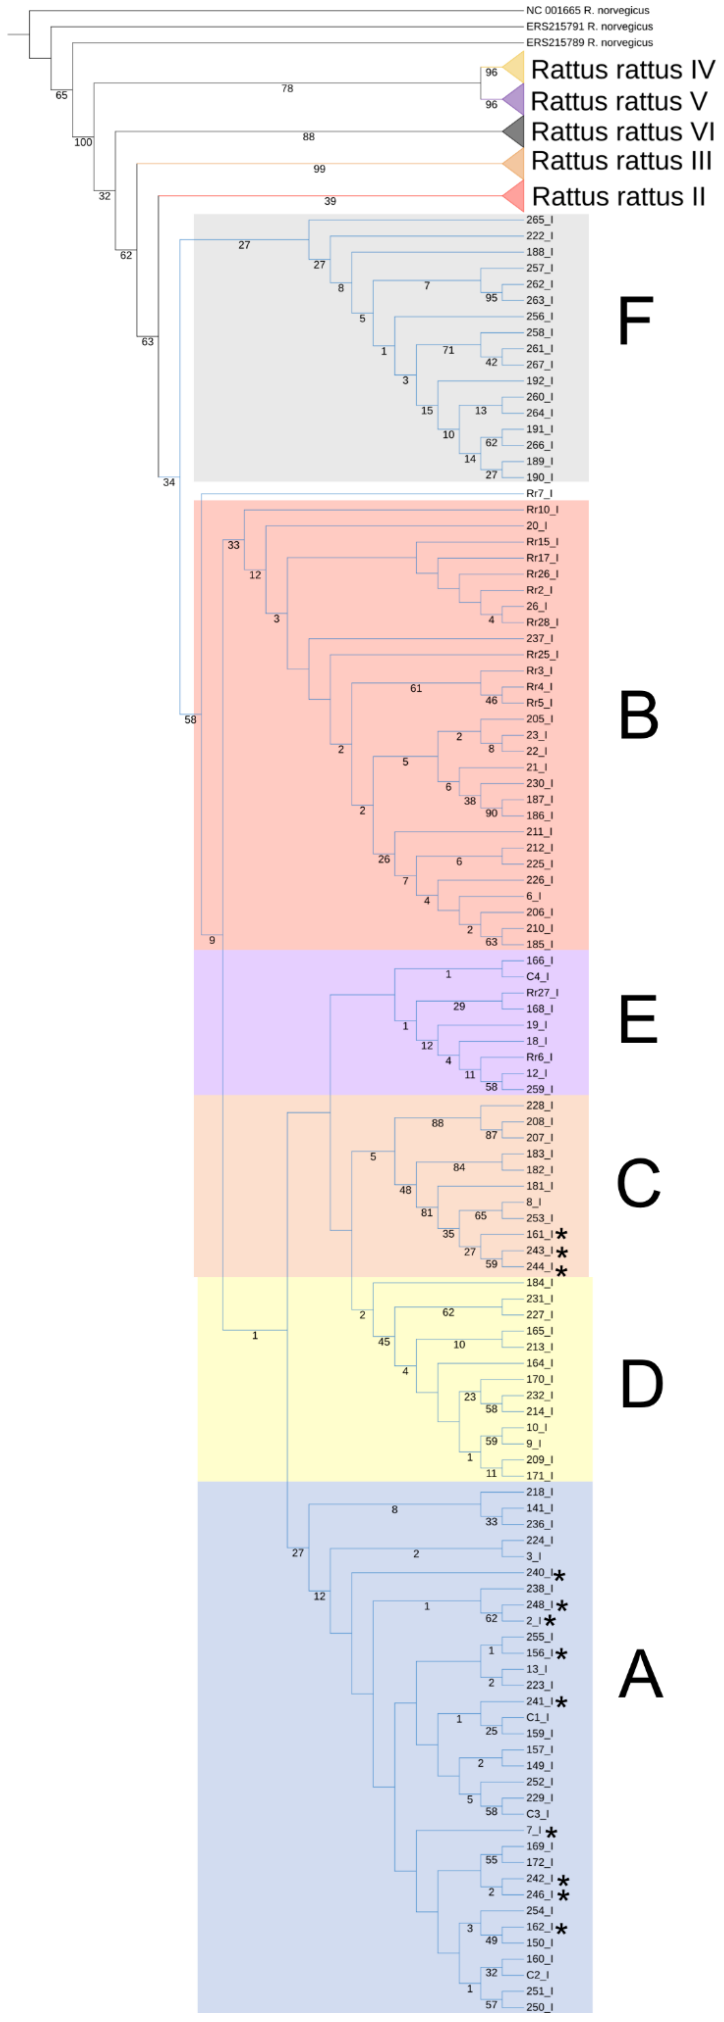 NC 001665 R. norvegicus
ERS215791 R. norvegicus
ERS215789 R. norvegicus
65
96
Rattus rattus IV
78
96
Rattus rattus V
100
88
Rattus rattus VI
99
Rattus rattus III
32
39
Rattus rattus II
265_I
222_I
27
62
188_I
27
257_I
8
7
262_I
95
263_I
5
256_I
F
258_I
63
1
71
261_I
42
267_I
3
192_I
260_I
15
13
264_I
191_I
10
62
266_I
14
189_I
27
190_I
34
Rr7_I
Rr10_I
20_I
33
Rr15_I
Rr17_I
12
Rr26_I
Rr2_I
26_I
3
4
Rr28_I
237_I
Rr25_I
Rr3_I
61
Rr4_I
46
Rr5_I
B
58
205_I
2
23_I
2
8
22_I
5
21_I
6
230_I
38
187_I
2
90
186_I
211_I
212_I
26
6
225_I
7
226_I
4
6_I
206_I
2
210_I
9
63
185_I
166_I
1
C4_I
Rr27_I
29
168_I
E
1
19_I
12
18_I
4
Rr6_I
11
12_I
58
259_I
228_I
88
208_I
87
207_I
5
183_I
84
182_I
48
181_I
C
8_I
81
65
253_I
35
161_I*
27
243_I*
59
244_I*
184_I
231_I
2
62
227_I
1
165_I
45
10
213_I
4
164_I
D
170_I
23
232_I
58
214_I
10_I
59
9_I
1
209_I
11
171_I
218_I
8
141_I
33
236_I
224_I
27
2
3_I
240_I*
238_I
12
1
248_I*
62
2_I*
255_I
1
156_I*
13_I
2
223_I
A
241_I*
1
C1_I
25
159_I
157_I
2
149_I
252_I
5
229_I
58
C3_I
7_I*
169_I
55
172_I
242_I*
2
246_I*
254_I
3
162_I*
49
150_I
160_I
32
C2_I
1
251_I
57
250_I